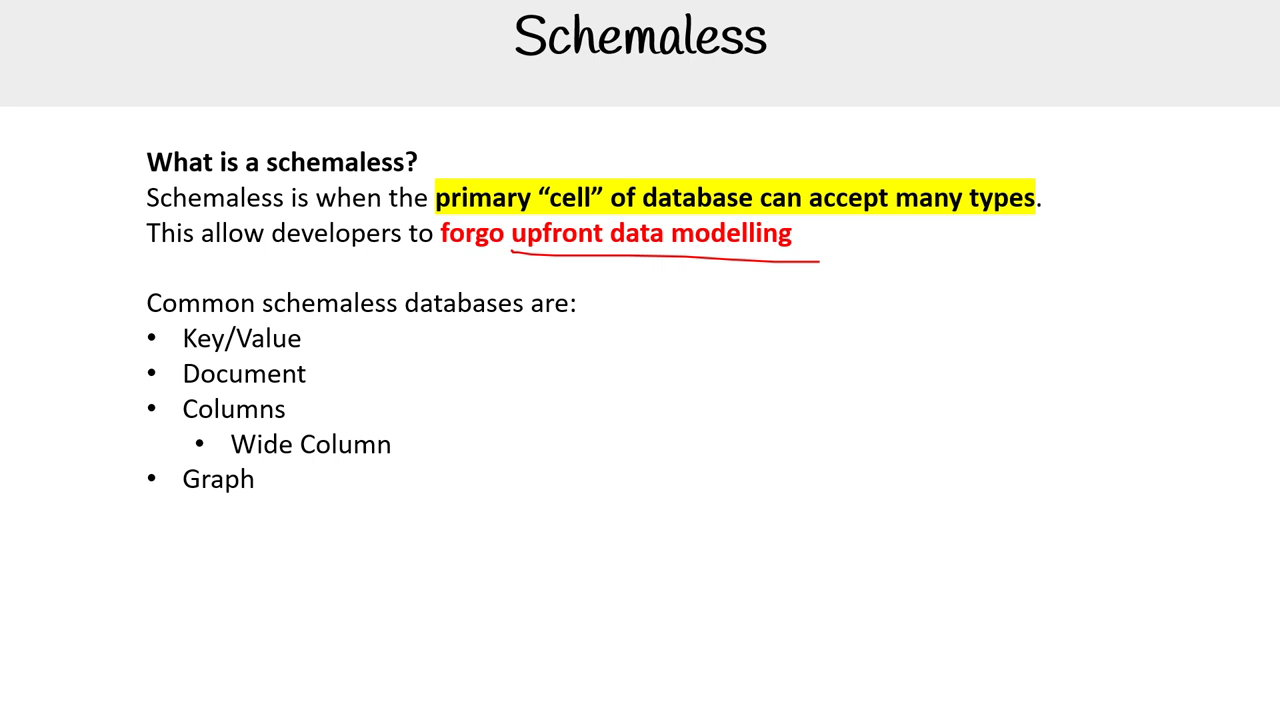 Schemaless
What is a schemaless?
Schemaless is when the primary “cell” of database can accept many types.
This allow developers to forgo upfront data modelling
Common schemaless databases are:
• Key/Value
• Document
• Columns
• Wide Column
• Graph